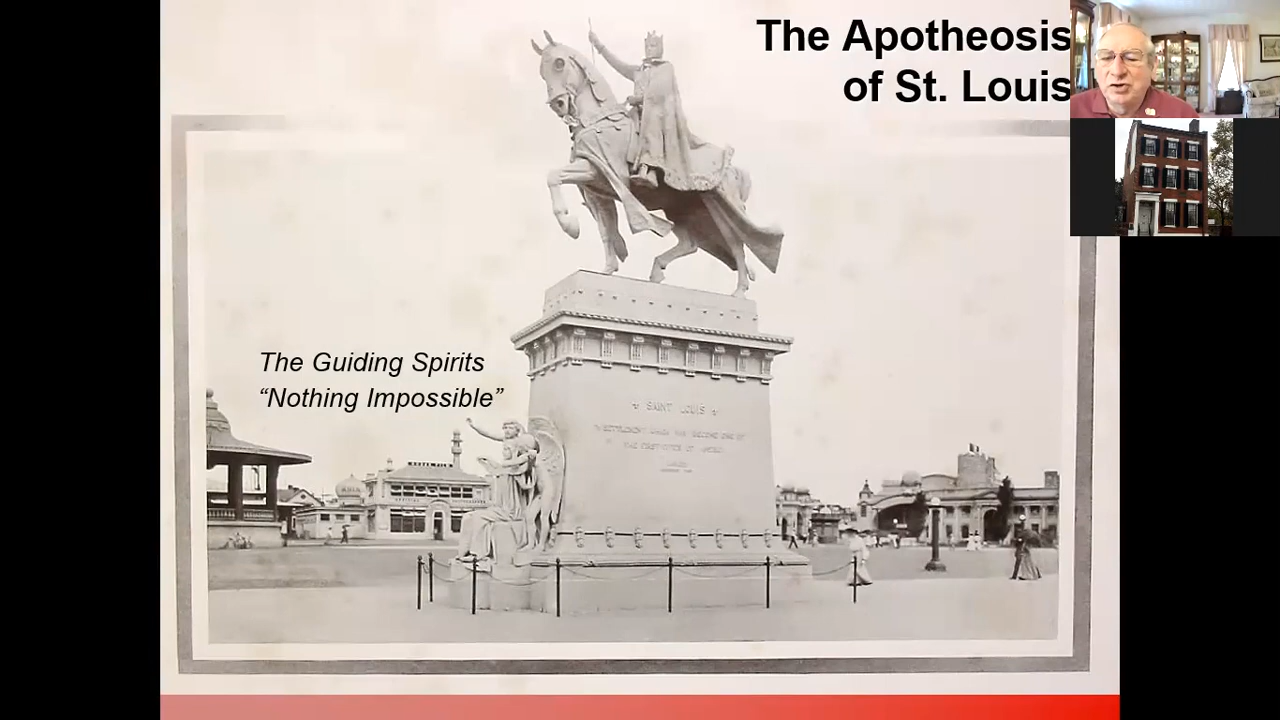 The Apotheosis
of St. Louis
The Guiding Spirits
“Nothing Impossible”
SAINT LOUIS